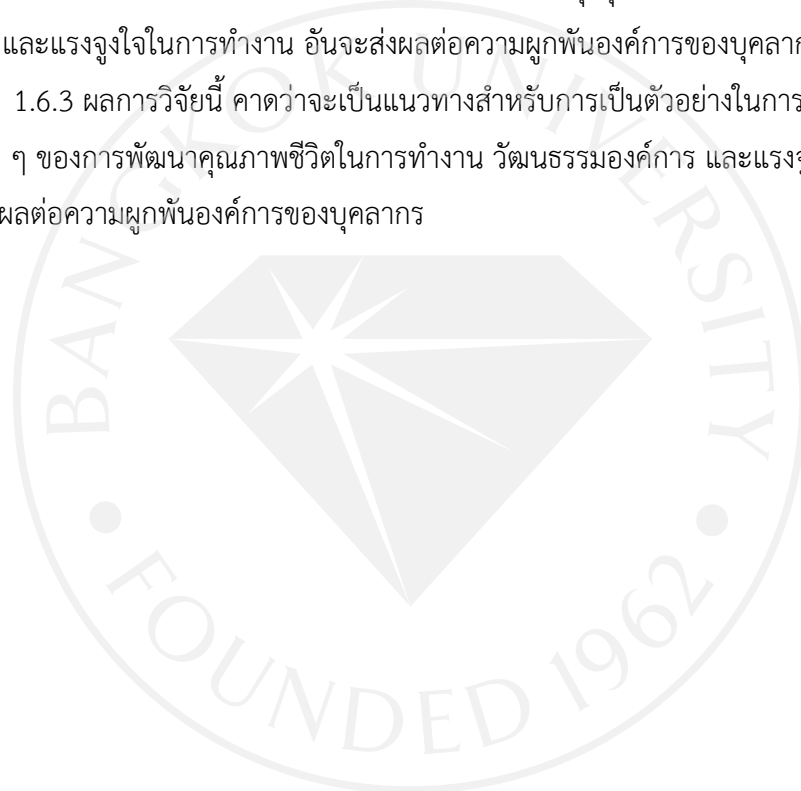 และแรงจูงใจในการทำงาน อันจะส่งผลต่อความผูกพันองค์การของบุคลาก
1.6.3 ผลการวิจัยนี้ คาดว่าจะเป็นแนวทางสำหรับการเป็นตัวอย่างในการ
ๆ ของการพัฒนาคุณภาพชีวิตในการทำงาน วัฒนธรรมองค์การ และแรงจู
ผลต่อความผูกพันองค์การของบุคลากร
BANGKOK UNIVERSITY
FOUNDED 1962